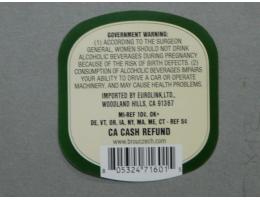 GOVERNMENT WARNING:
(1) ACCORDING TO THE SURGEON
GENERAL, WOMEN SHOULD NOT DRINK
ALCOHOLIC BEVERAGES DURING PREGNANCY
BECAUSE OF THE RISK OF BIRTH DEFECTS. (2)
CONSUMPTION OF ALCOHOLIC BEVERAGES IMPAIRS
YOUR ABILITY TO DRIVE A CAR OR OPERATE
MACHINERY, AND MAY CAUSE HEALTH PROBLEMS.
IMPORTED BY EUROLINK, LTD.,
WOODLAND HILLS, CA 91367
MI-REF 10¢, OK+
DE, VT, OR, IA, NY, MA, ME, CT - REF 5¢
CA CASH REFUND
www.brouczech.com
8 05324 71601 5